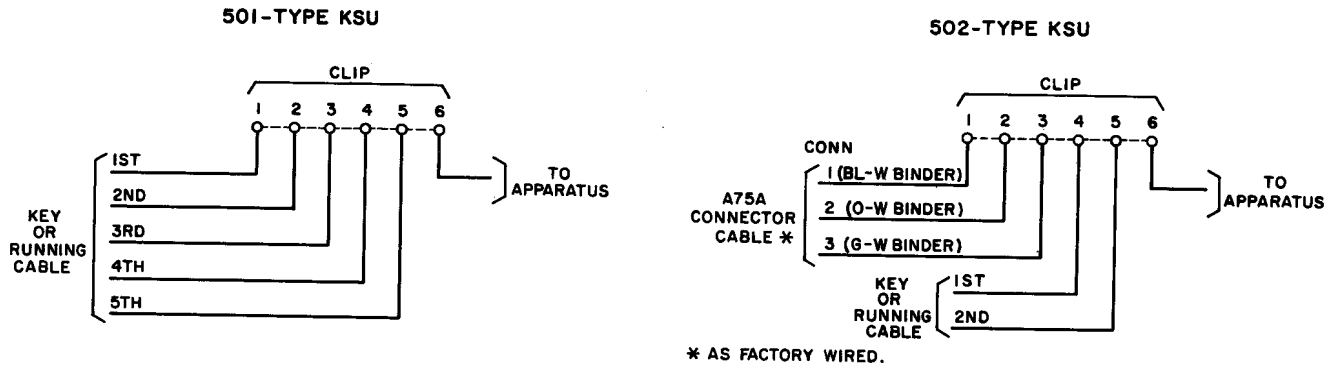 501-TYPE KSU
CLIP
1 2 3 4 5 6
1ST
2ND
3RD
4TH
5TH
KEY
OR
RUNNING
CABLE
TO
APPARATUS
502-TYPE KSU
CLIP
1 2 3 4 5 6
CONN
1 (BL-W BINDER)
2 (O-W BINDER)
3 (G-W BINDER)
A75A
CONNECTOR
CABLE *
KEY
OR
RUNNING
CABLE
1ST
2ND
TO
APPARATUS
* AS FACTORY WIRED.